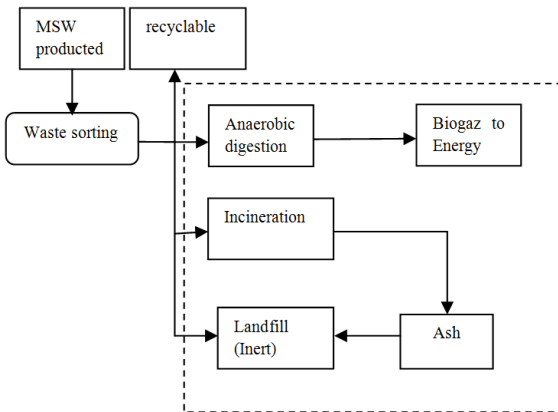 MSW
producted
recyclable
Waste sorting
Anaerobic
digestion
Biogaz to
Energy
Incineration
Landfill
(Inert)
Ash